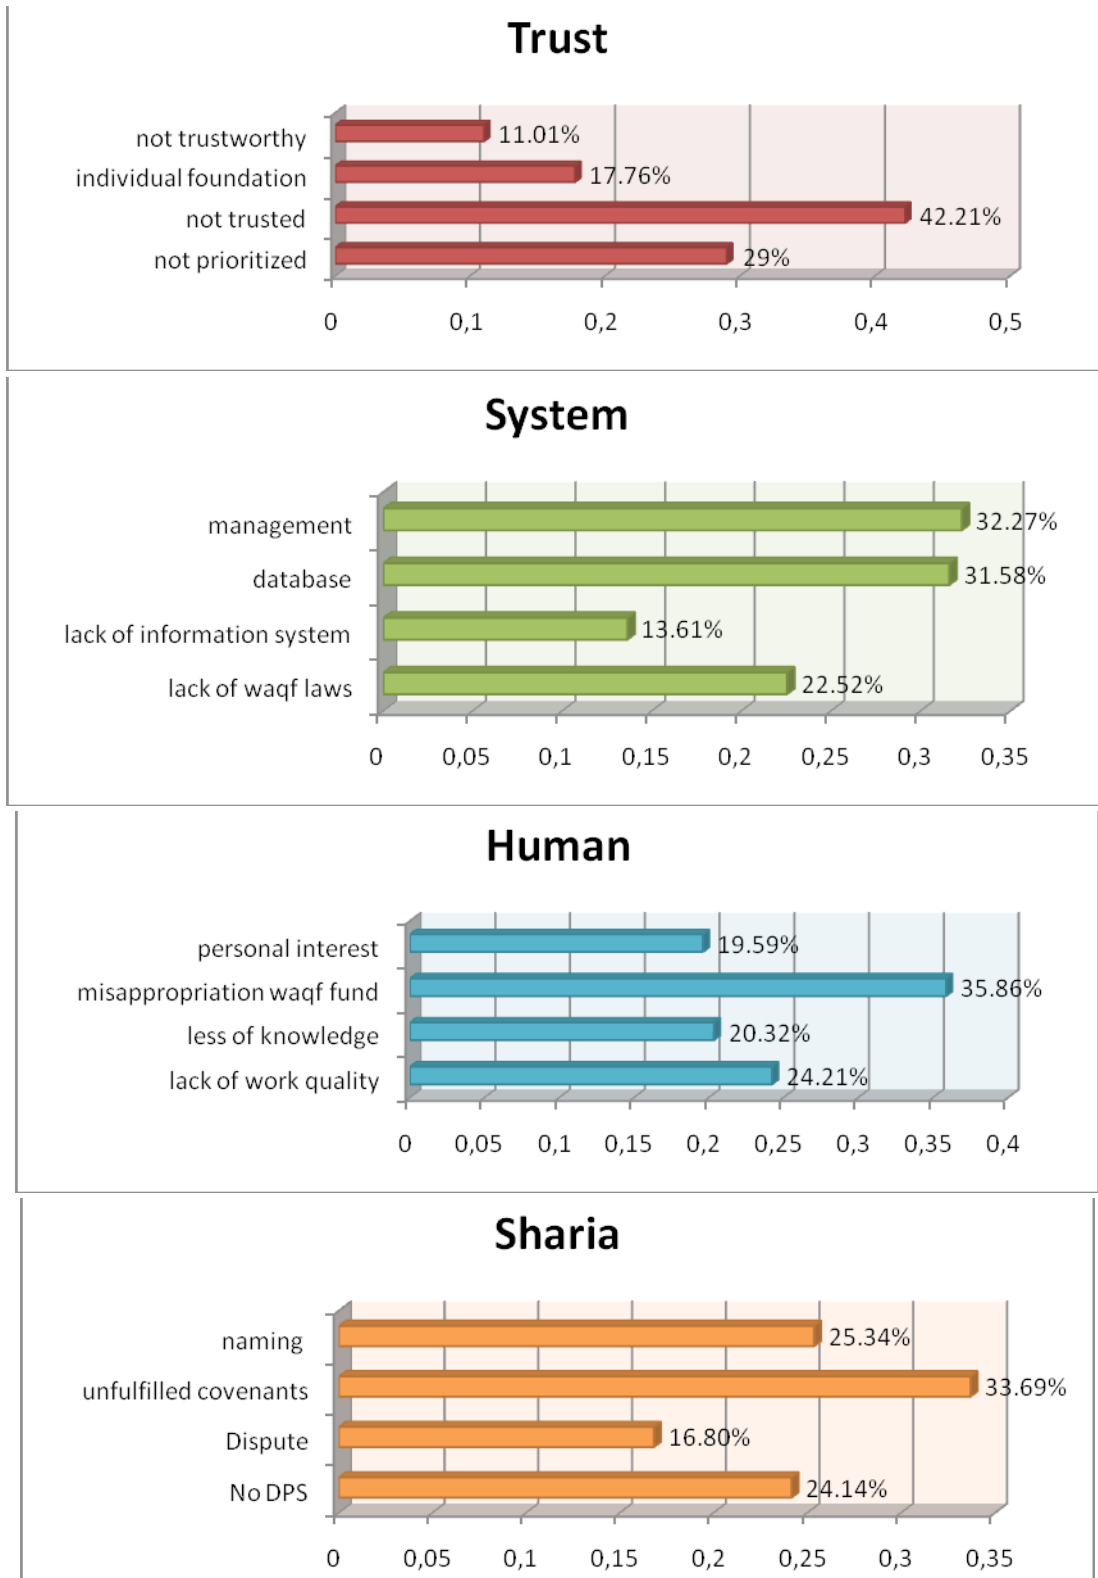 Trust
not trustworthy 11.01%
individual foundation 17.76%
not trusted 42.21%
not prioritized 29%
0 0,1 0,2 0,3 0,4 0,5
System
management 32.27%
database 31.58%
lack of information system 13.61%
lack of waqf laws 22.52%
0 0,05 0,1 0,15 0,2 0,25 0,3 0,35
Human
personal interest 19.59%
misappropriation waqf fund 35.86%
less of knowledge 20.32%
lack of work quality 24.21%
0 0,05 0,1 0,15 0,2 0,25 0,3 0,35 0,4
Sharia
naming 25.34%
unfulfilled covenants 33.69%
Dispute 16.80%
No DPS 24.14%
0 0,05 0,1 0,15 0,2 0,25 0,3 0,35